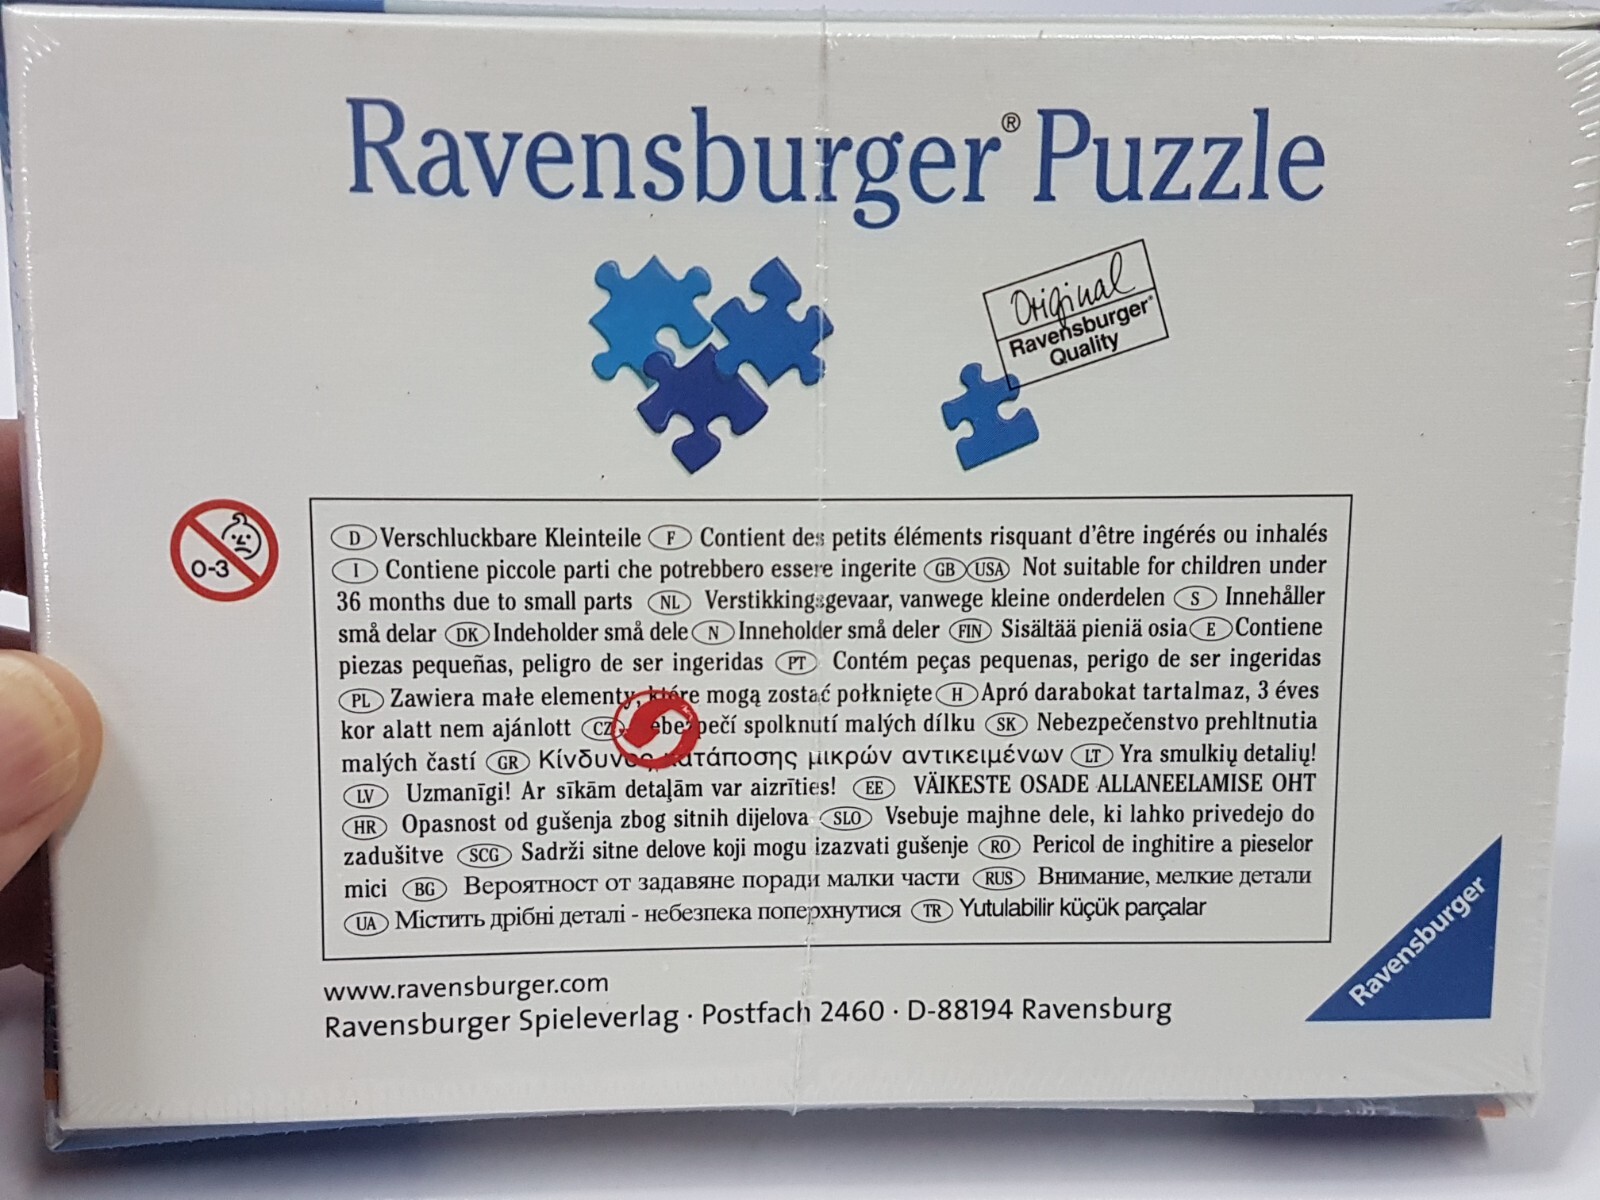 Ravensburger® Puzzle
Original
Ravensburger®
Quality
0-3
D Verschluckbare Kleinteile F Contient des petits éléments risquant d'être ingérés ou inhalés
I Contiene piccole parti che potrebbero essere ingerite GB USA Not suitable for children under
36 months due to small parts NL Verstikkingsgevaar, vanwege kleine onderdelen S Innehåller
små delar DK Indeholder små dele N Inneholder små deler FIN Sisältää pieniä osia E Contiene
piezas pequeñas, peligro de ser ingeridas PT Contém peças pequenas, perigo de ser ingeridas
PL Zawiera małe elementy, które mogą zostać połknięte H Apró darabokat tartalmaz, 3 éves
kor alatt nem ajánlott CZ Nebezpečí spolknutí malých dílku SK Nebezpečenstvo prehltnutia
malých častí GR Κίνδυνος κατάποσης μικρών αντικειμένων LT Yra smulkių detalių!
LV Uzmanīgi! Ar sīkām detaļām var aizrīties! EE VÄIKESTE OSADE ALLANEELAMISE OHT
HR Opasnost od gušenja zbog sitnih dijelova SLO Vsebuje majhne dele, ki lahko privedejo do
zadušitve SCG Sadrži sitne delove koji mogu izazvati gušenje RO Pericol de inghitire a pieselor
mici BG Вероятност от задавяне поради малки части RUS Внимание, мелкие детали
UA Містить дрібні деталі - небезпека поперхнутися TR Yutulabilir küçük parçalar
www.ravensburger.com
Ravensburger Spieleverlag · Postfach 2460 · D-88194 Ravensburg
Ravensburger